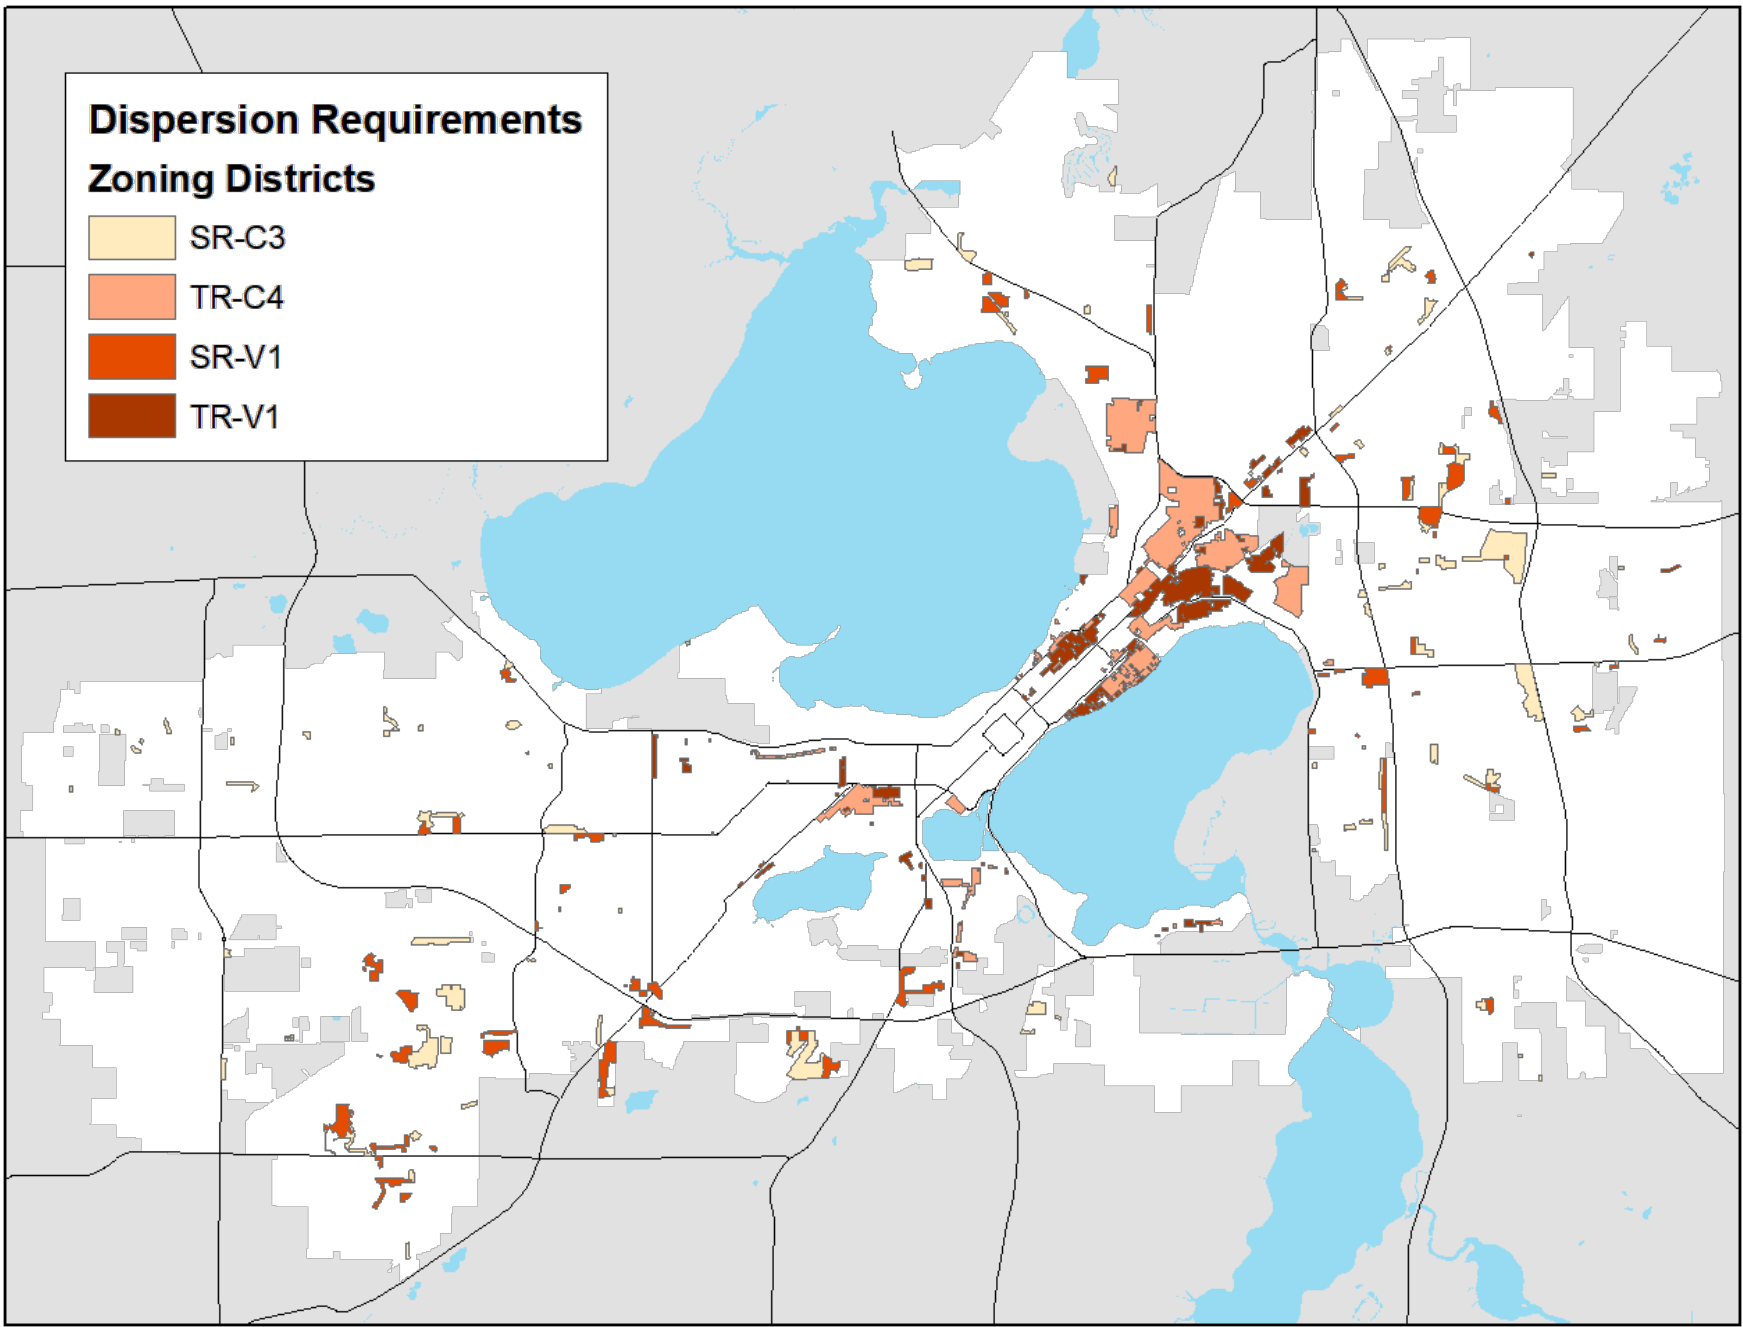 Dispersion Requirements
Zoning Districts
SR-C3
TR-C4
SR-V1
TR-V1